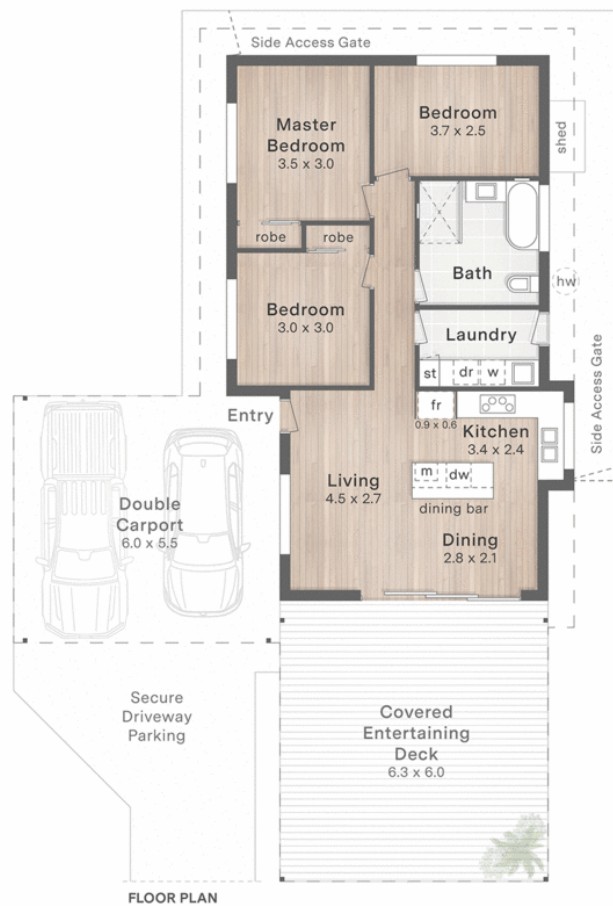 Side Access Gate
Master
Bedroom
3.5 x 3.0
Bedroom
3.7 x 2.5
shed
robe
robe
Bath
hw
Bedroom
3.0 x 3.0
Laundry
st
dr
w
Side Access Gate
Entry
fr
0.9 x 0.6
Kitchen
3.4 x 2.4
Living
4.5 x 2.7
m
dw
dining bar
Dining
2.8 x 2.1
Double
Carport
6.0 x 5.5
Secure
Driveway
Parking
Covered
Entertaining
Deck
6.3 x 6.0
FLOOR PLAN